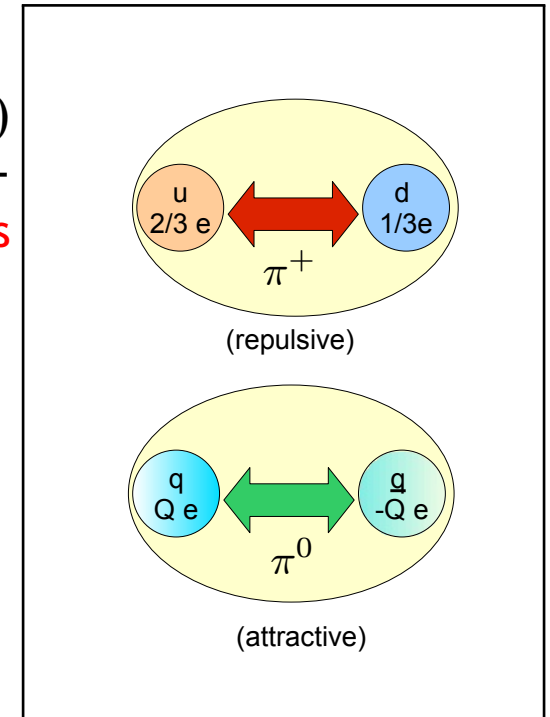 )
-
s
u
2/3 e
d
1/3e
π⁺
(repulsive)
q
Q e
q̲
-Q e
π⁰
(attractive)